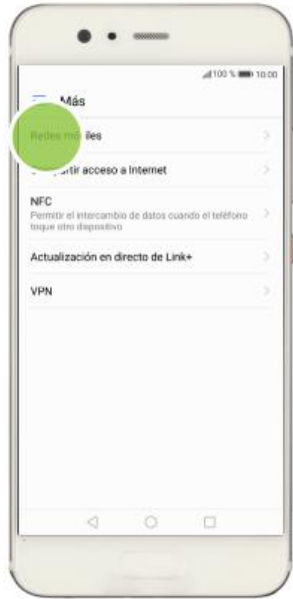 100 % 10:00
Más
Redes móviles
Compartir acceso a Internet
NFC
Permitir el intercambio de datos cuando el teléfono
toque otro dispositivo
Actualización en directo de Link+
VPN